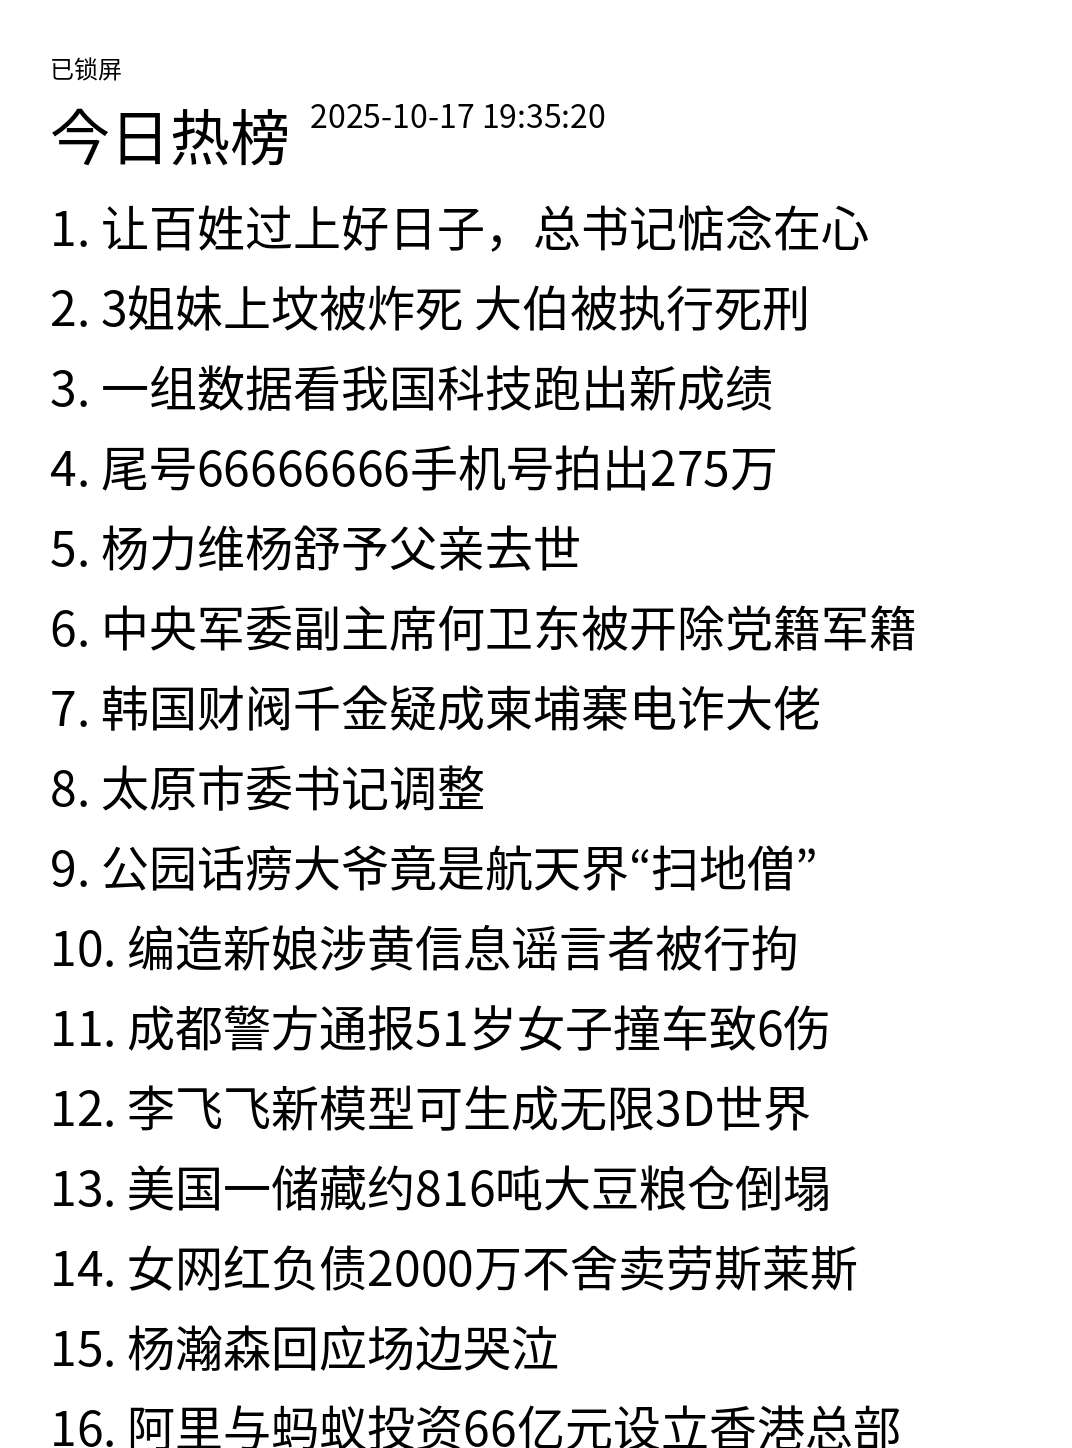 已锁屏
今日热榜 2025-10-17 19:35:20
1. 让百姓过上好日子，总书记惦念在心
2. 3姐妹上坟被炸死 大伯被执行死刑
3. 一组数据看我国科技跑出新成绩
4. 尾号66666666手机号拍出275万
5. 杨力维杨舒予父亲去世
6. 中央军委副主席何卫东被开除党籍军籍
7. 韩国财阀千金疑成柬埔寨电诈大佬
8. 太原市委书记调整
9. 公园话痨大爷竟是航天界“扫地僧”
10. 编造新娘涉黄信息谣言者被行拘
11. 成都警方通报51岁女子撞车致6伤
12. 李飞飞新模型可生成无限3D世界
13. 美国一储藏约816吨大豆粮仓倒塌
14. 女网红负债2000万不舍卖劳斯莱斯
15. 杨瀚森回应场边哭泣
16. 阿里与蚂蚁投资66亿元设立香港总部